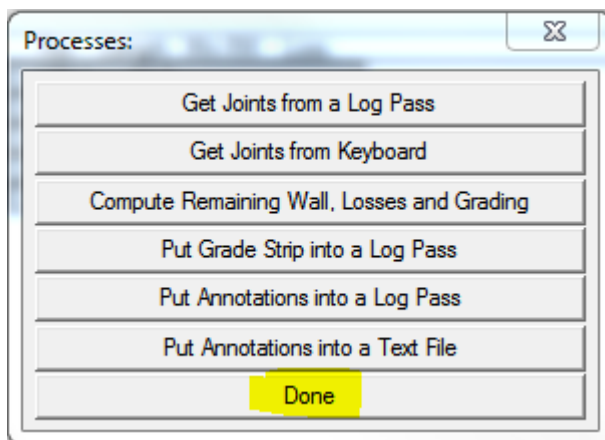 Processes:
Get Joints from a Log Pass
Get Joints from Keyboard
Compute Remaining Wall, Losses and Grading
Put Grade Strip into a Log Pass
Put Annotations into a Log Pass
Put Annotations into a Text File
Done